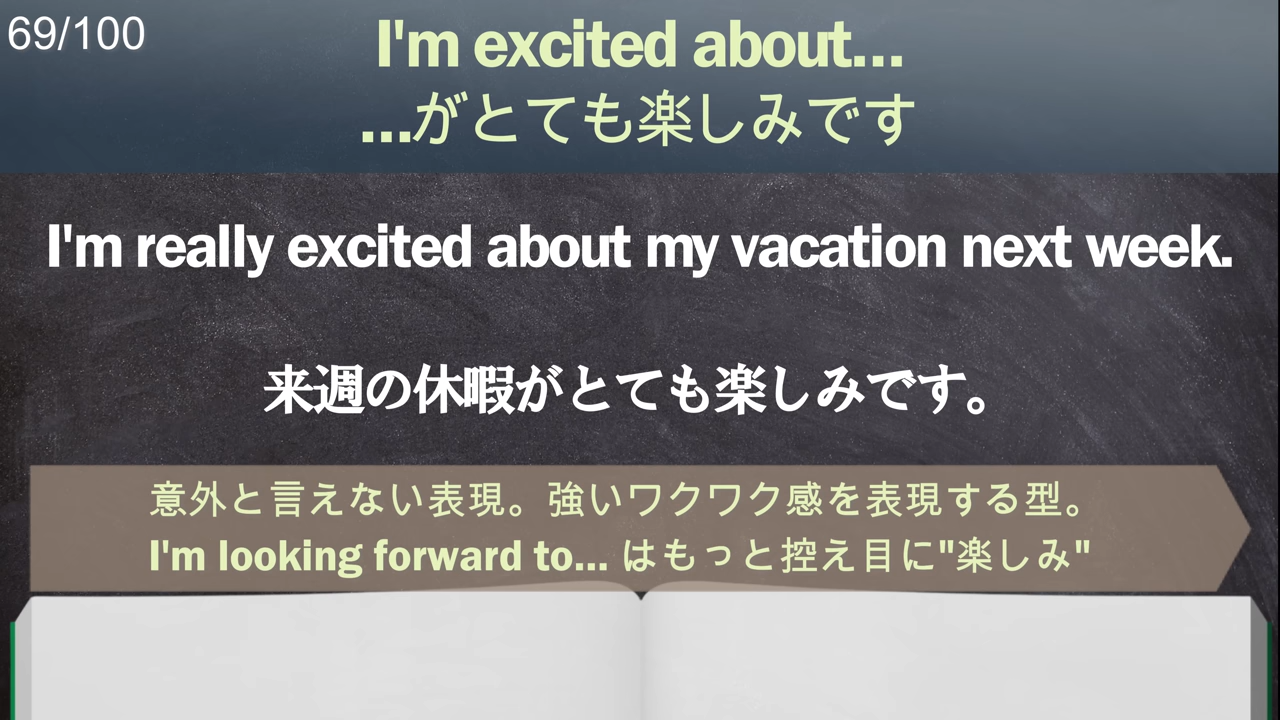 69/100
I'm excited about...
...がとても楽しみです
I'm really excited about my vacation next week.
来週の休暇がとても楽しみです。
意外と言えない表現。強いワクワク感を表現する型。
I'm looking forward to... はもっと控え目に"楽しみ"